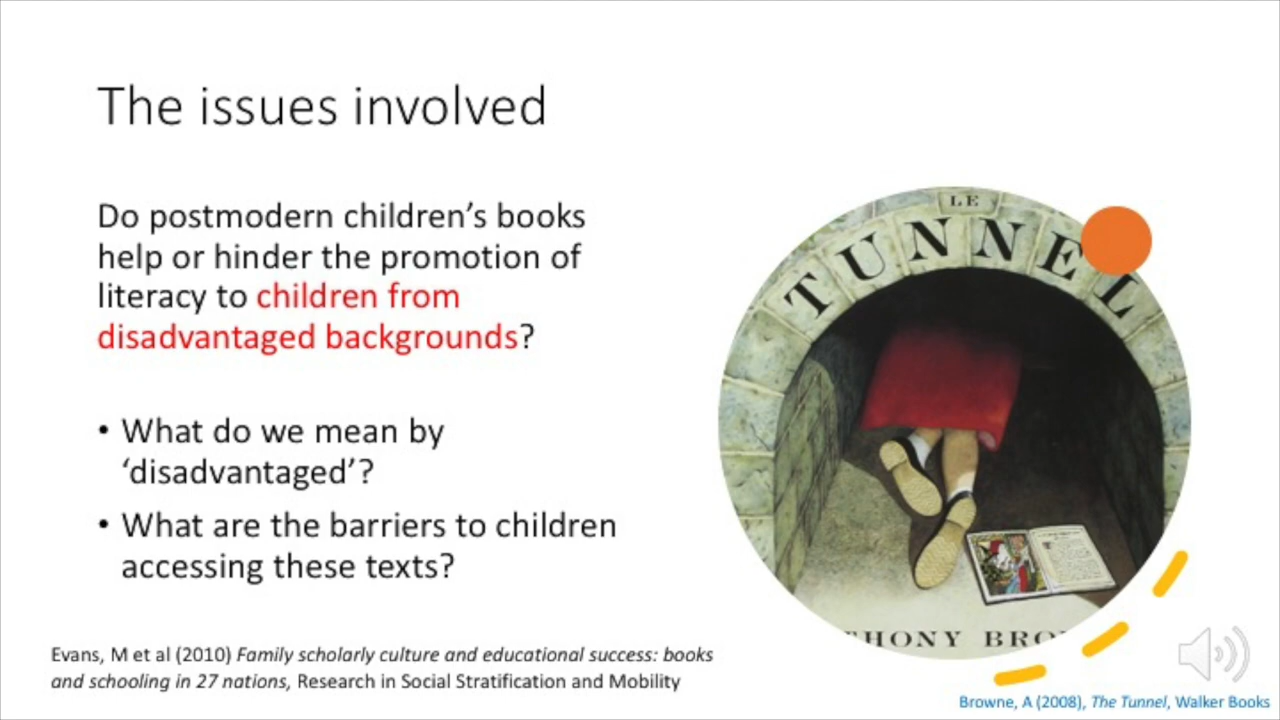 The issues involved
Do postmodern children’s books
help or hinder the promotion of
literacy to children from
disadvantaged backgrounds?
• What do we mean by
‘disadvantaged’?
• What are the barriers to children
accessing these texts?
Evans, M et al (2010) Family scholarly culture and educational success: books
and schooling in 27 nations, Research in Social Stratification and Mobility
LE
TUNNEL
HONY BRO
Browne, A (2008), The Tunnel, Walker Books